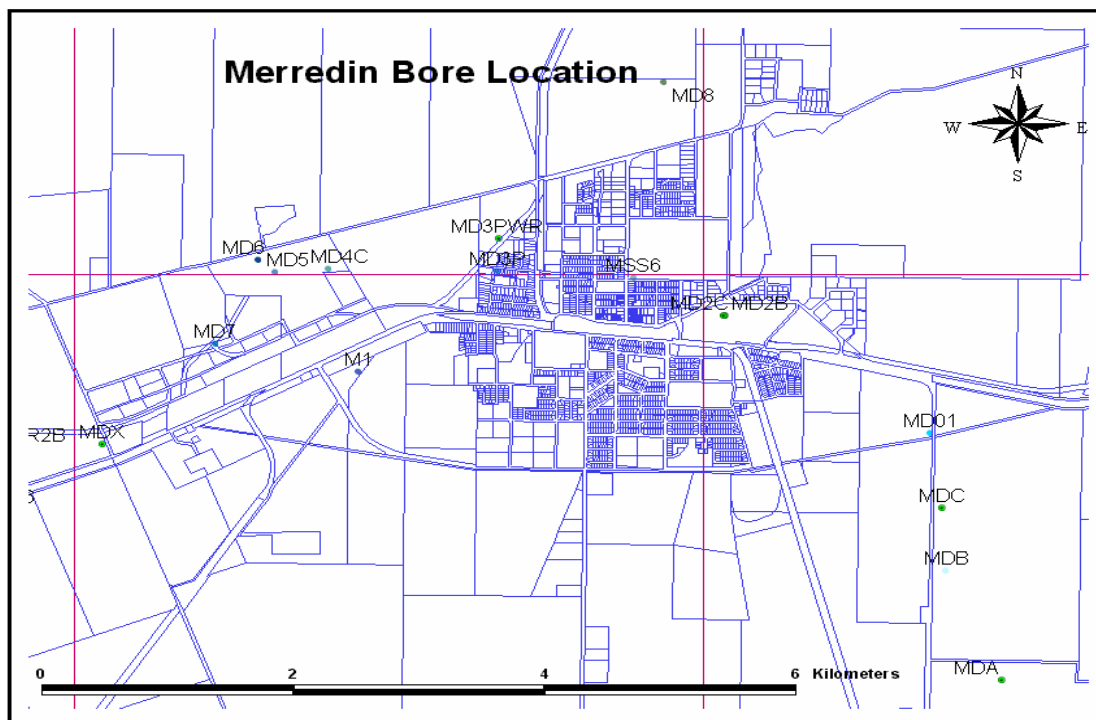 Merredin Bore Location
MD8
N
W E
S
MD3PWR
MD6
MD5 MD4C
MD3P
MSS6
MD2C MD2B
MD7
M1
MD01
R2B MDX
MDC
MDB
MDA
0 2 4 6 Kilometers